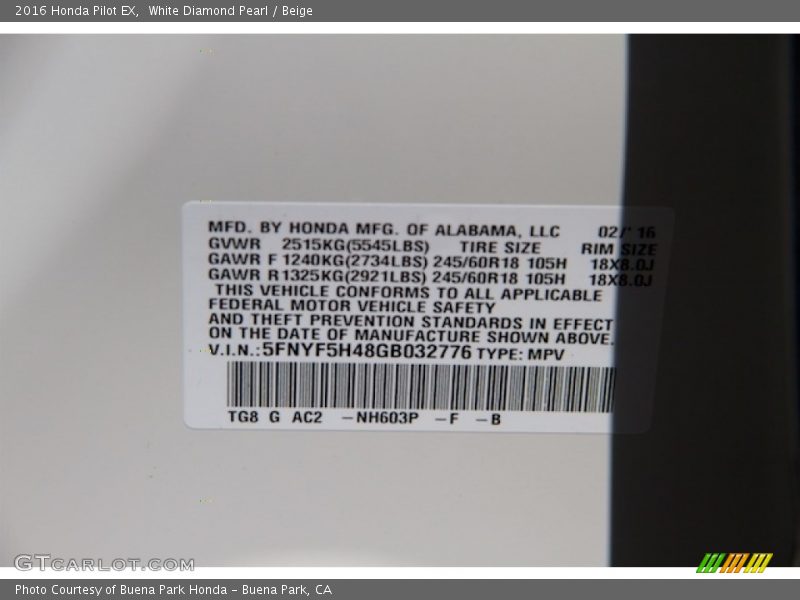 2016 Honda Pilot EX, White Diamond Pearl / Beige
MFD. BY HONDA MFG. OF ALABAMA, LLC 02/' 16
GVWR 2515KG(5545LBS) TIRE SIZE RIM SIZE
GAWR F 1240KG(2734LBS) 245/60R18 105H 18X8.0J
GAWR R1325KG(2921LBS) 245/60R18 105H 18X8.0J
THIS VEHICLE CONFORMS TO ALL APPLICABLE
FEDERAL MOTOR VEHICLE SAFETY
AND THEFT PREVENTION STANDARDS IN EFFECT
ON THE DATE OF MANUFACTURE SHOWN ABOVE.
V.I.N.:5FNYF5H48GB032776 TYPE: MPV
TG8 G AC2 -NH603P -F -B
GTCARLOT.COM
Photo Courtesy of Buena Park Honda - Buena Park, CA